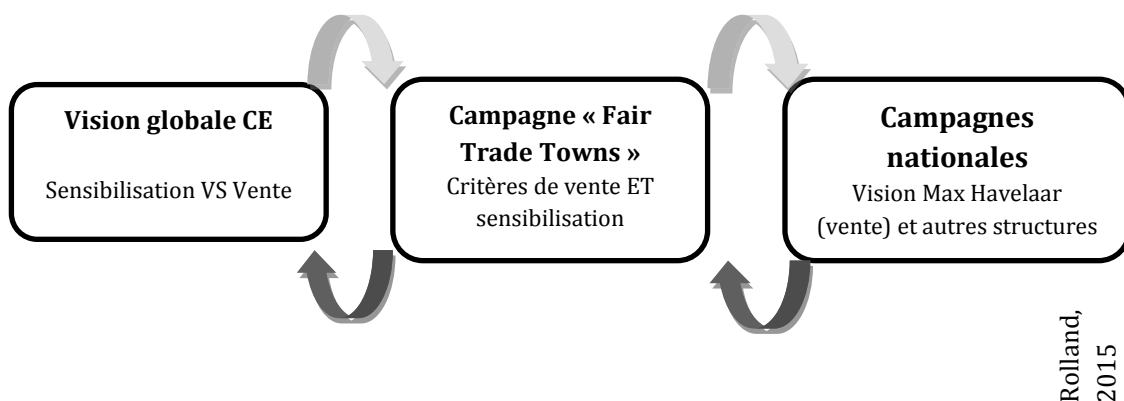 Vision globale CE
Sensibilisation VS Vente
Campagne « Fair
Trade Towns »
Critères de vente ET
sensibilisation
Campagnes
nationales
Vision Max Havelaar
(vente) et autres structures
Rolland,
2015